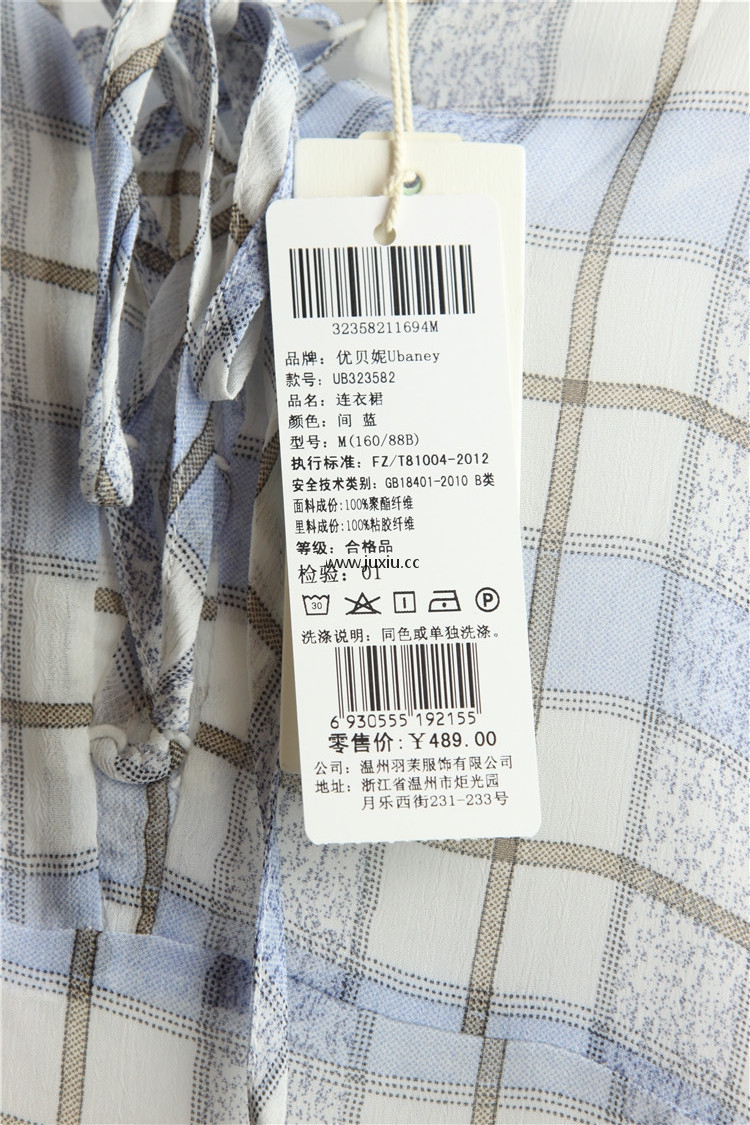 32358211694M
品牌：优贝妮Ubaney
款号：UB323582
品名：连衣裙
颜色：间 蓝
型号：M(160/88B)
执行标准：FZ/T81004-2012
安全技术类别：GB18401-2010 B类
面料成份:100%聚酯纤维
里料成份:100%粘胶纤维
等级：合格品
www.juxiu.cc
检验：01
30 P
洗涤说明：同色或单独洗涤。
6 930555 192155
零售价:￥489.00
公司：温州羽茉服饰有限公司
地址：浙江省温州市炬光园
月乐西街231-233号